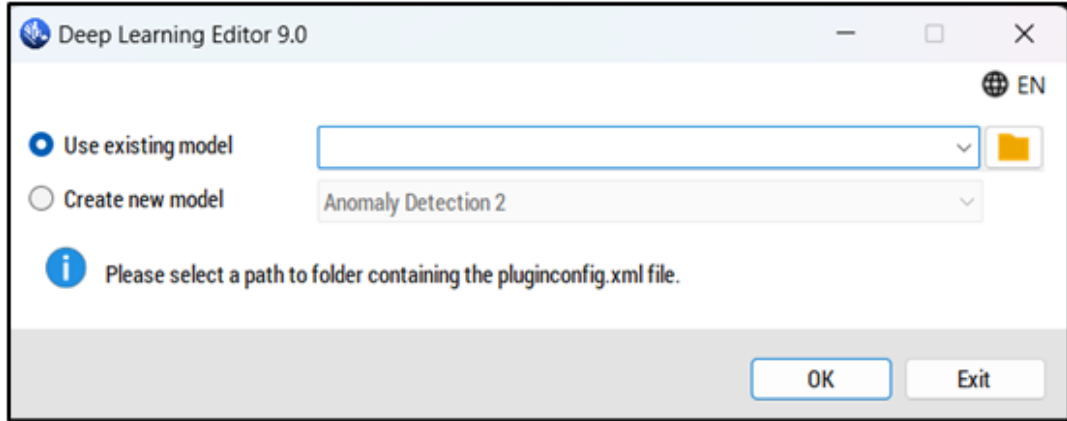 Deep Learning Editor 9.0
EN
Use existing model
Create new model
Anomaly Detection 2
Please select a path to folder containing the pluginconfig.xml file.
OK
Exit